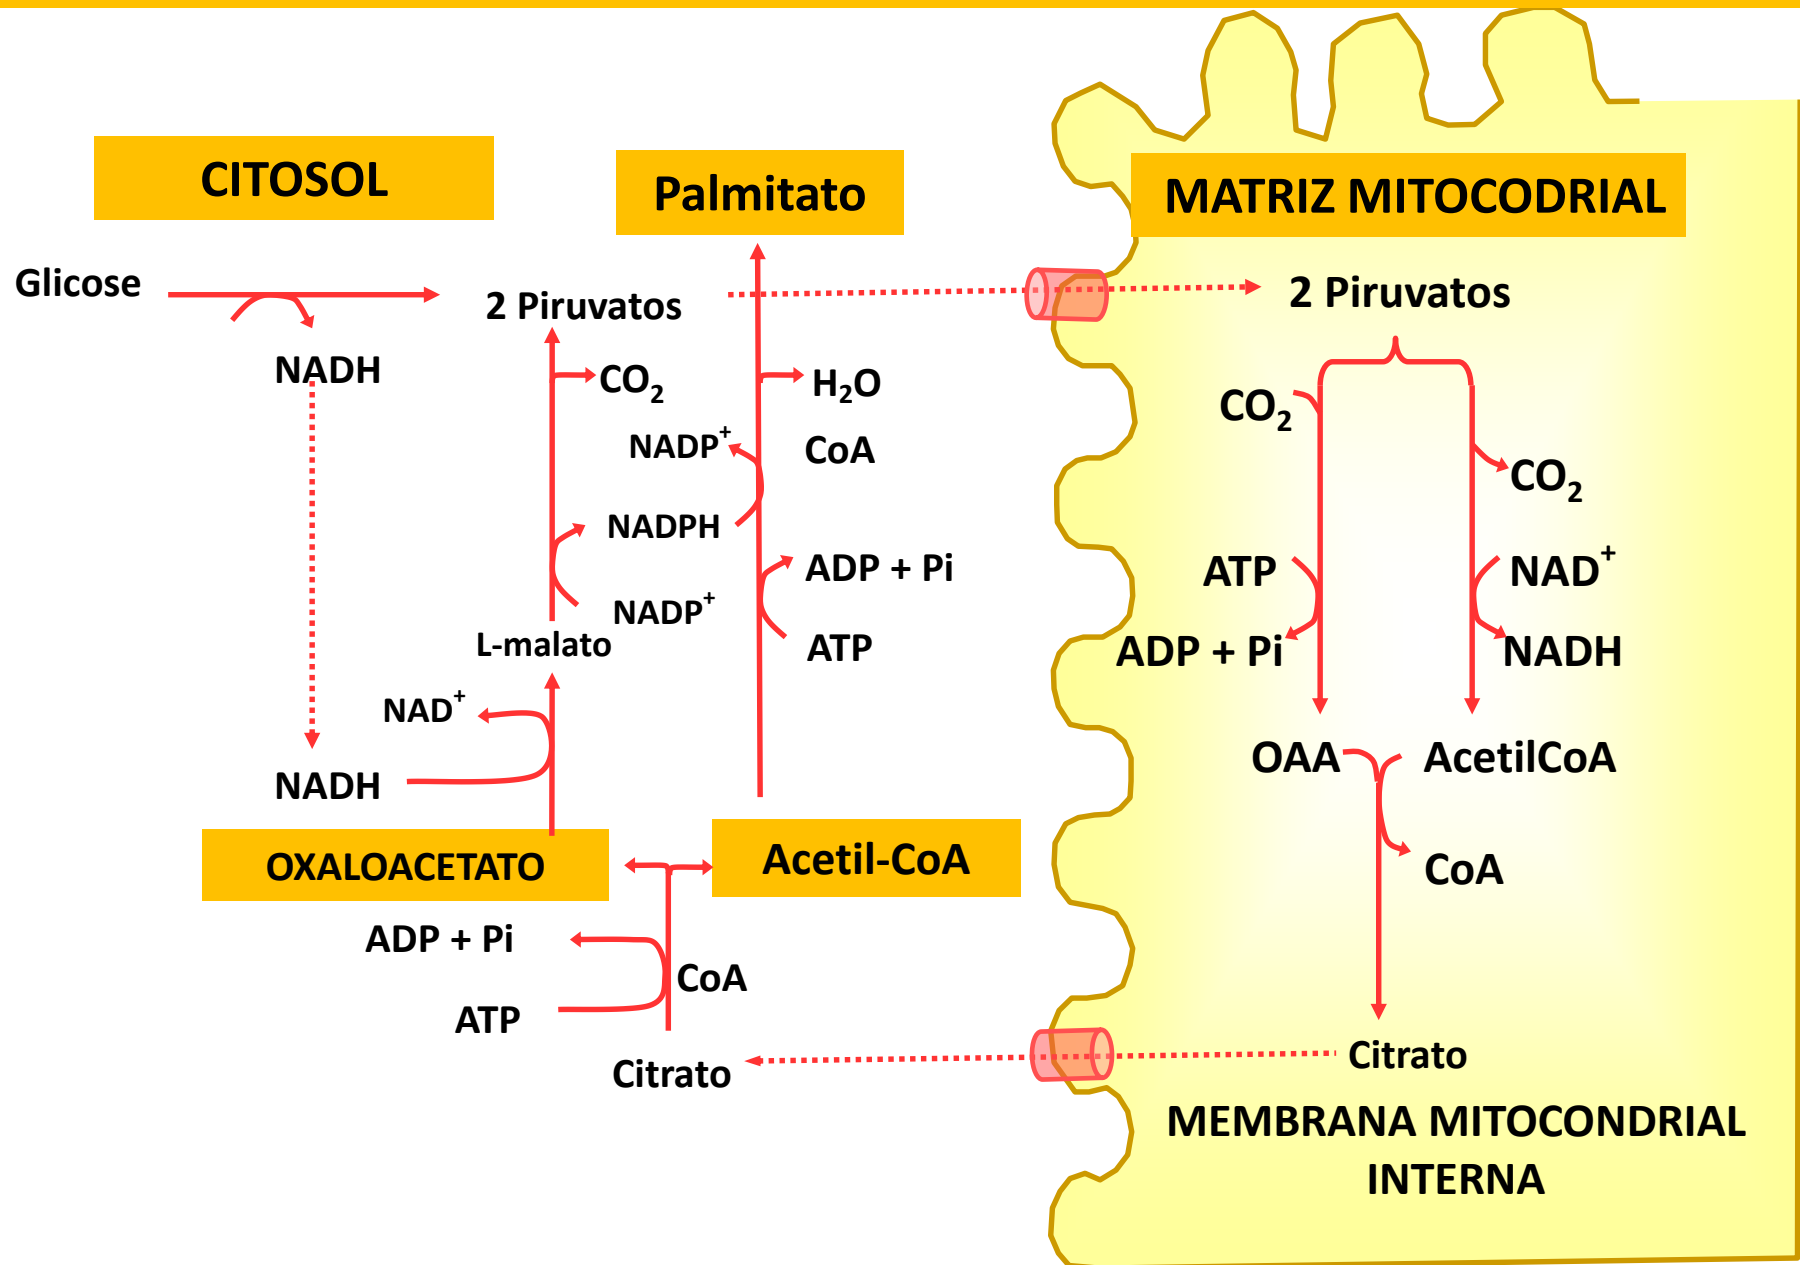 CITOSOL
Palmitato
MATRIZ MITOCODRIAL
Glicose
2 Piruvatos
2 Piruvatos
NADH
CO₂
H₂O
CO₂
NADP⁺
CoA
CO₂
NADPH
ADP + Pi
ATP
NAD⁺
NADP⁺
L-malato
ATP
ADP + Pi
NADH
NAD⁺
NADH
OAA
AcetilCoA
OXALOACETATO
Acetil-CoA
CoA
ADP + Pi
CoA
ATP
Citrato
Citrato
MEMBRANA MITOCONDRIAL
INTERNA